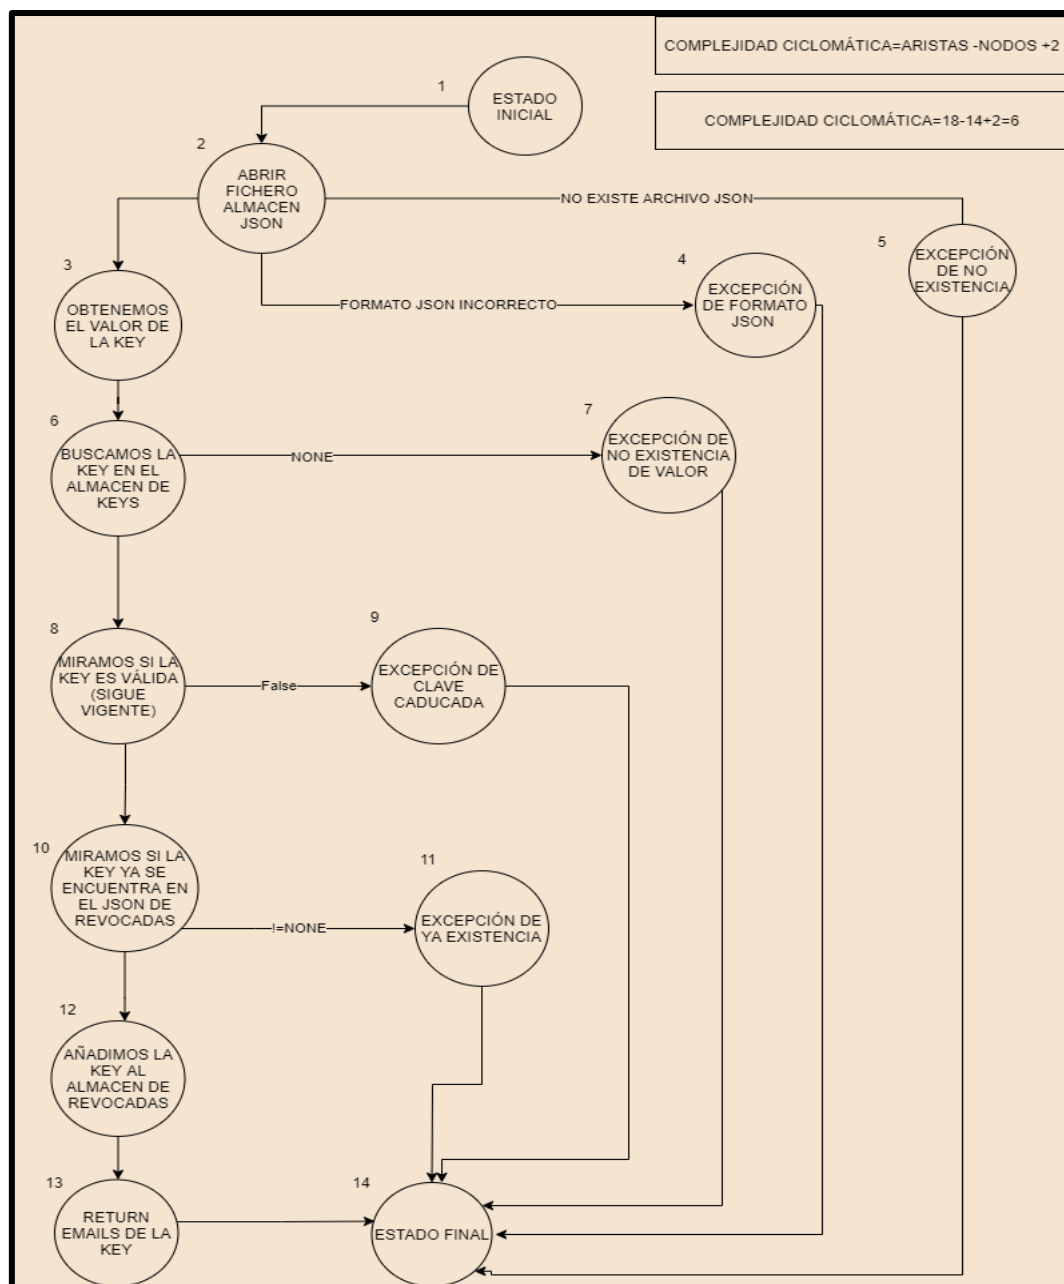 COMPLEJIDAD CICLOMÁTICA=ARISTAS -NODOS +2
COMPLEJIDAD CICLOMÁTICA=18-14+2=6
1
ESTADO
INICIAL
2
ABRIR
FICHERO
ALMACEN
JSON
NO EXISTE ARCHIVO JSON
5
EXCEPCIÓN
DE NO
EXISTENCIA
3
OBTENEMOS
EL VALOR DE
LA KEY
FORMATO JSON INCORRECTO
4
EXCEPCIÓN
DE FORMATO
JSON
6
BUSCAMOS LA
KEY EN EL
ALMACEN DE
KEYS
NONE
7
EXCEPCIÓN DE
NO EXISTENCIA
DE VALOR
8
MIRAMOS SI LA
KEY ES VÁLIDA
(SIGUE
VIGENTE)
False
9
EXCEPCIÓN DE
CLAVE
CADUCADA
10
MIRAMOS SI LA
KEY YA SE
ENCUENTRA EN
EL JSON DE
REVOCADAS
!=NONE
11
EXCEPCIÓN DE
YA EXISTENCIA
12
AÑADIMOS LA
KEY AL
ALMACEN DE
REVOCADAS
13
RETURN
EMAILS DE LA
KEY
14
ESTADO FINAL